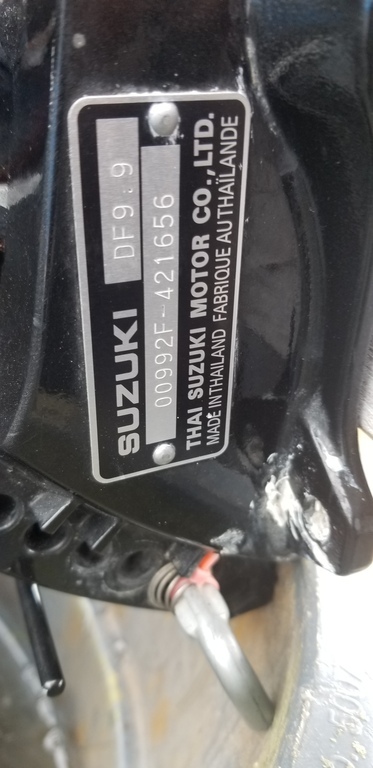 SUZUKI DF9.9
00992F-421656
THAI SUZUKI MOTOR CO.,LTD.
MADE IN THAILAND FABRIQUE AU THAÏLANDE